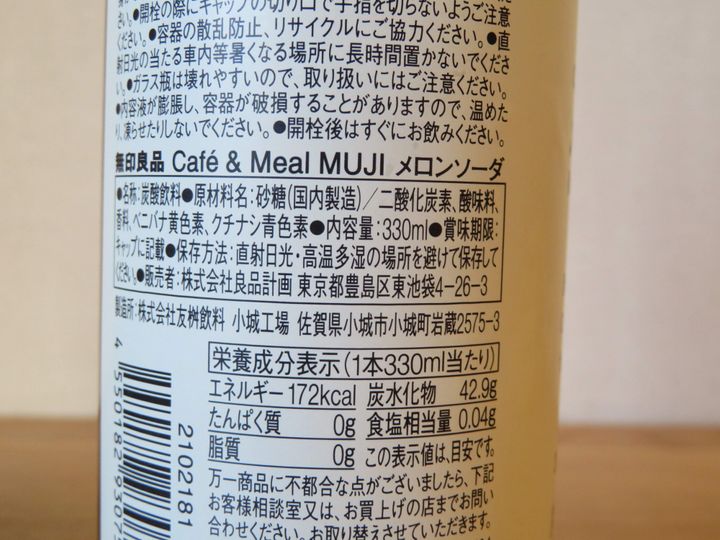 さい。●開栓の際にキャップの切り口で手指を切らないようご注意
ください。●容器の散乱防止、リサイクルにご協力ください。●直
射日光の当たる車内等暑くなる場所に長時間置かないでくださ
い。●ガラス瓶は壊れやすいので、取り扱いにはご注意ください。
●内容液が膨脹し、容器が破損することがありますので、温めた
り、凍らせたりしないでください。●開栓後はすぐにお飲みください。
無印良品 Café & Meal MUJI メロンソーダ
●名称：炭酸飲料●原材料名：砂糖（国内製造）／二酸化炭素、酸味料、
香料、ベニバナ黄色素、クチナシ青色素●内容量：330ml●賞味期限：
キャップに記載●保存方法：直射日光・高温多湿の場所を避けて保存して
ください。●販売者：株式会社良品計画 東京都豊島区東池袋4-26-3
製造所：株式会社友桝飲料 小城工場 佐賀県小城市小城町岩蔵2575-3
栄養成分表示（1本330ml当たり）
エネルギー 172kcal 炭水化物 42.9g
たんぱく質 0g 食塩相当量 0.04g
脂質 0g この表示値は、目安です。
万一商品に不都合な点がございましたら、下記
お客様相談室又は、お買上げの店までお問い
合わせください。お取り替えさせていただきます。
4 550182 93075
2102181